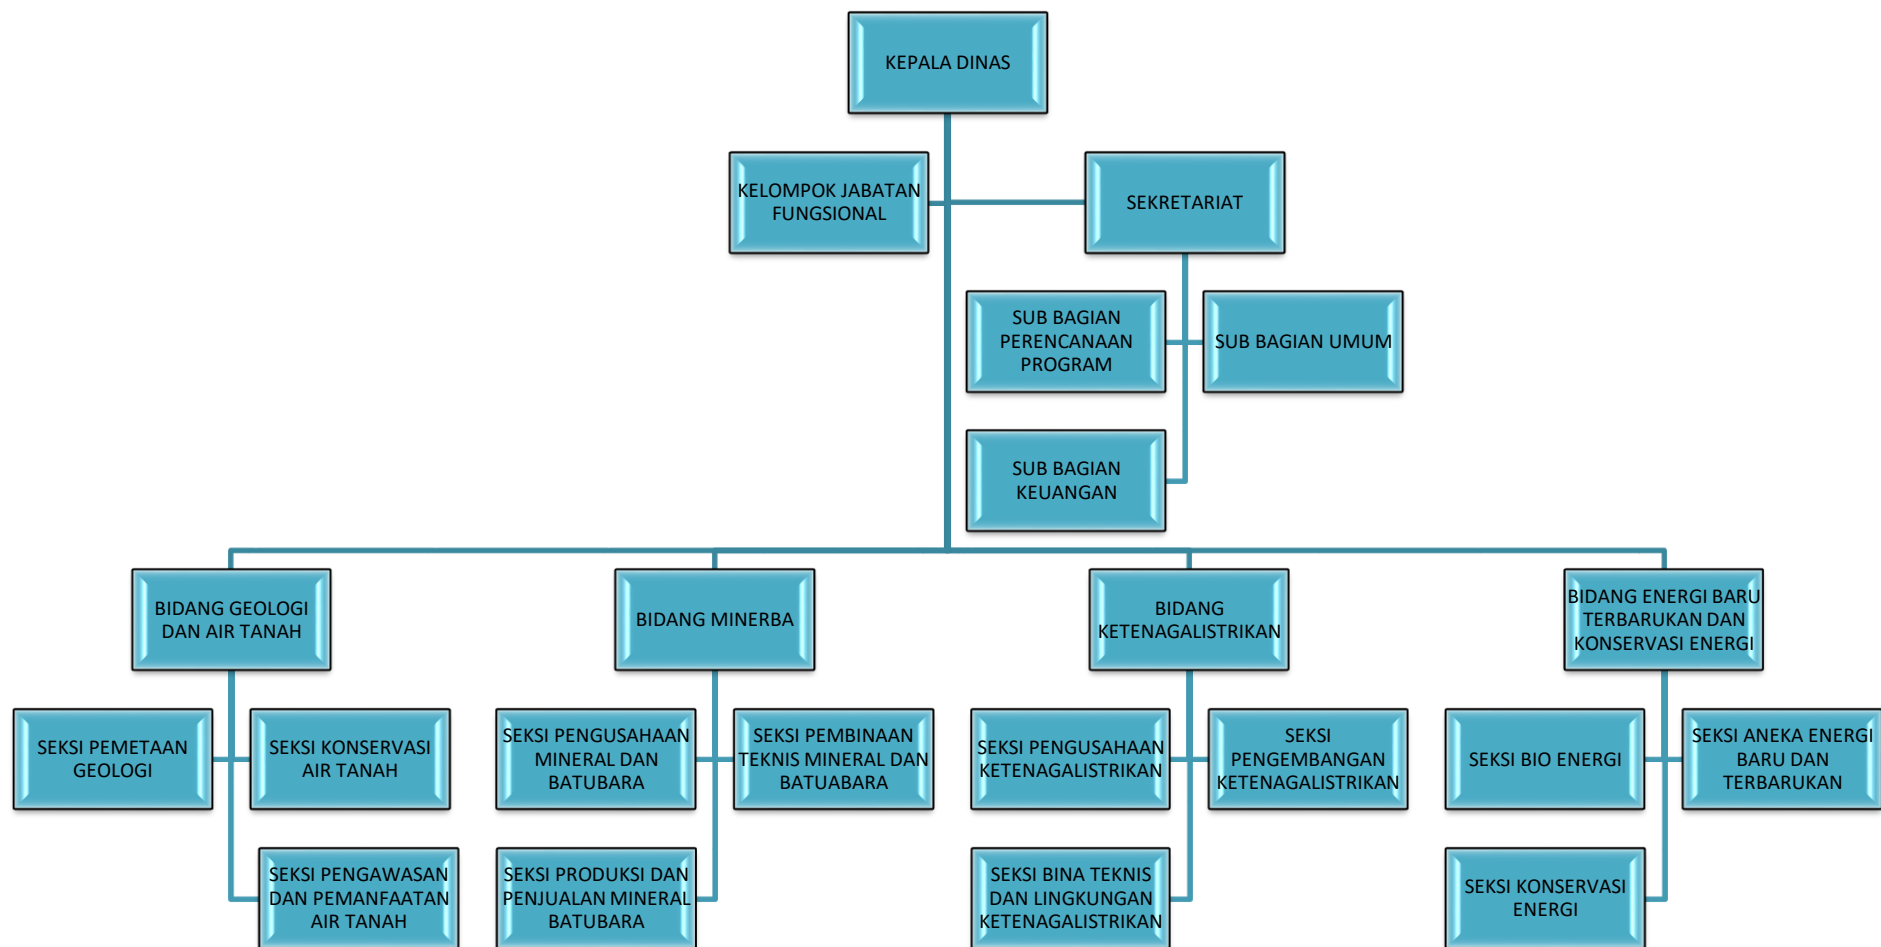 KEPALA DINAS
KELOMPOK JABATAN
FUNGSIONAL
SEKRETARIAT
SUB BAGIAN
PERENCANAAN
PROGRAM
SUB BAGIAN UMUM
SUB BAGIAN
KEUANGAN
BIDANG GEOLOGI
DAN AIR TANAH
BIDANG MINERBA
BIDANG
KETENAGALISTRIKAN
BIDANG ENERGI BARU
TERBARUKAN DAN
KONSERVASI ENERGI
SEKSI PEMETAAN
GEOLOGI
SEKSI KONSERVASI
AIR TANAH
SEKSI PENGUSAHAAN
MINERAL DAN
BATUBARA
SEKSI PEMBINAAN
TEKNIS MINERAL DAN
BATUABARA
SEKSI PENGUSAHAAN
KETENAGALISTRIKAN
SEKSI
PENGEMBANGAN
KETENAGALISTRIKAN
SEKSI BIO ENERGI
SEKSI ANEKA ENERGI
BARU DAN
TERBARUKAN
SEKSI PENGAWASAN
DAN PEMANFAATAN
AIR TANAH
SEKSI PRODUKSI DAN
PENJUALAN MINERAL
BATUBARA
SEKSI BINA TEKNIS
DAN LINGKUNGAN
KETENAGALISTRIKAN
SEKSI KONSERVASI
ENERGI